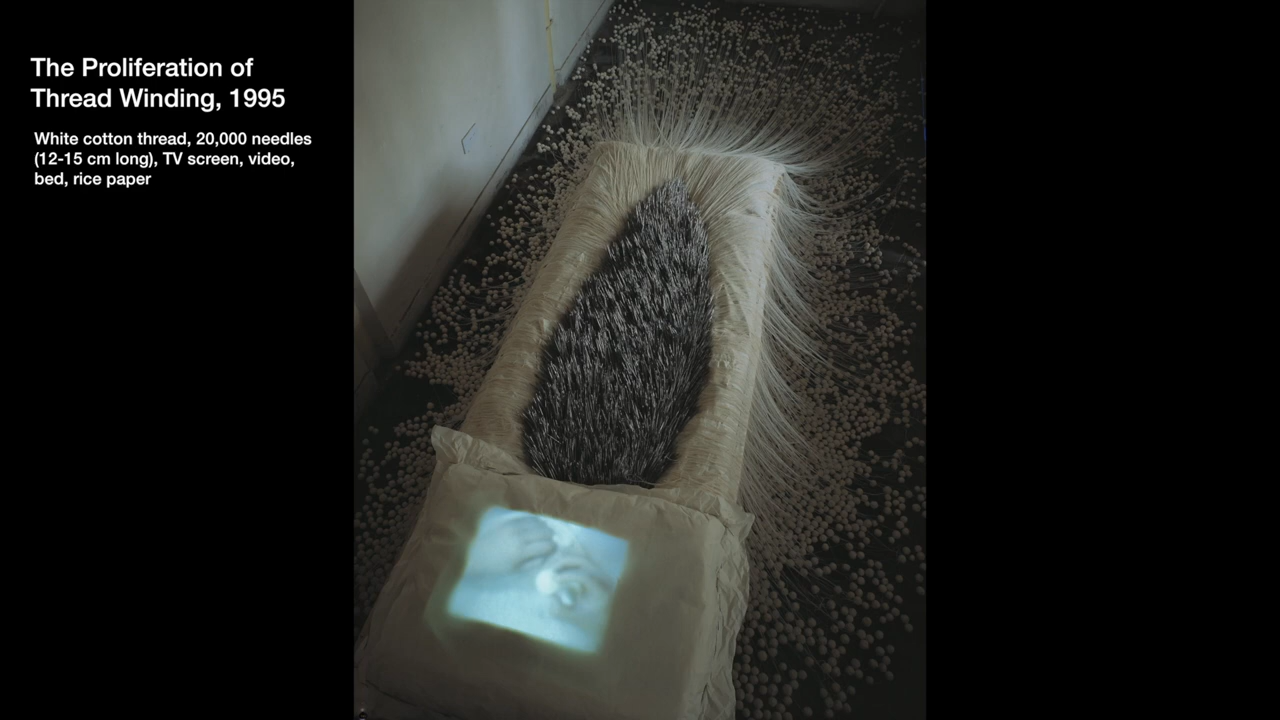 The Proliferation of
Thread Winding, 1995
White cotton thread, 20,000 needles
(12-15 cm long), TV screen, video,
bed, rice paper